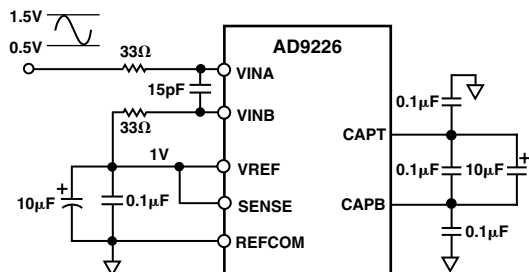 1.5V
0.5V
33Ω
AD9226
VINA
15pF
0.1μF
VINB
33Ω
CAPT
1V
VREF
0.1μF
10μF
+
+
10μF
0.1μF
SENSE
CAPB
0.1μF
REFCOM